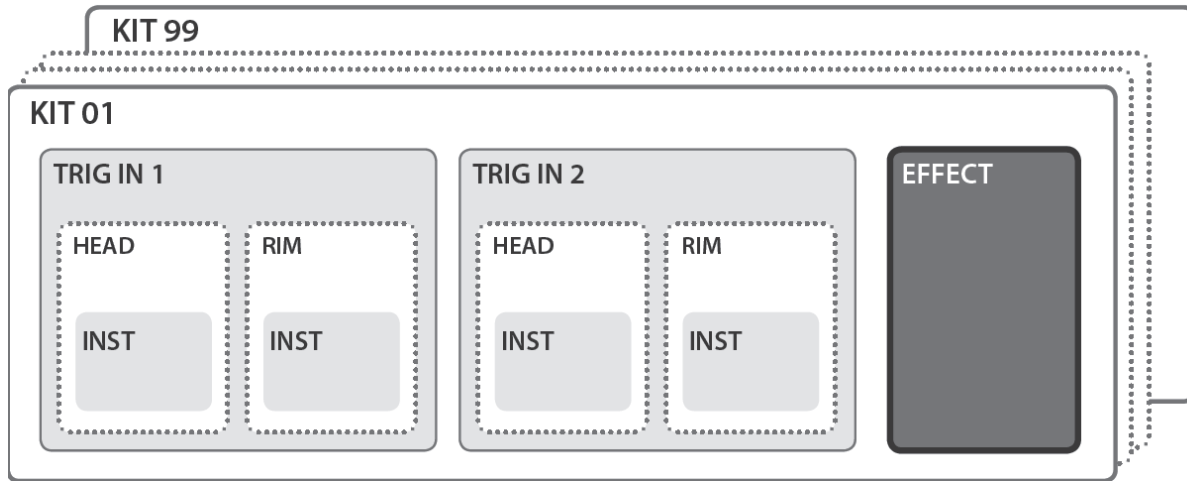 KIT 99
KIT 01
TRIG IN 1
TRIG IN 2
EFFECT
HEAD
RIM
HEAD
RIM
INST
INST
INST
INST